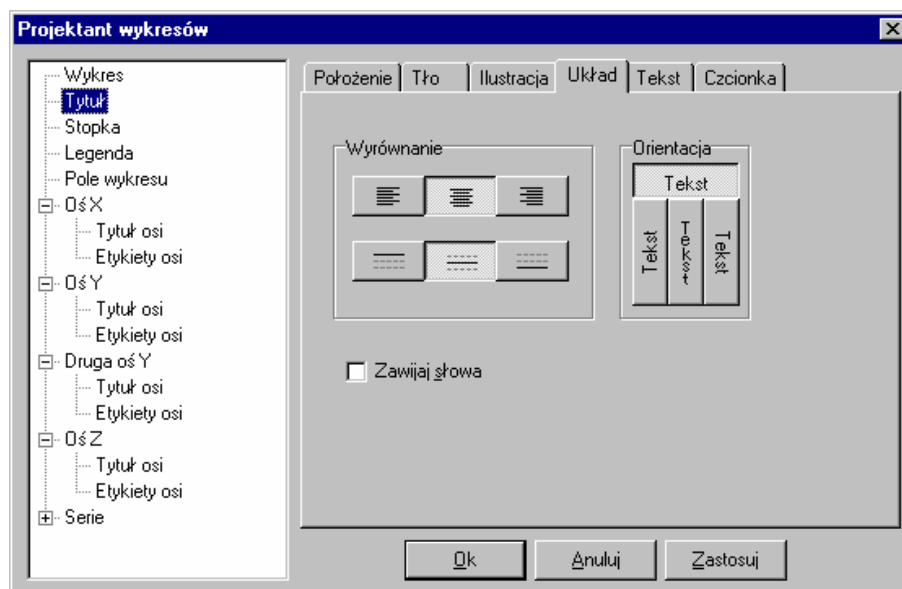 Projektant wykresów
Wykres
Tytuł
Stopka
Legenda
Pole wykresu
Oś X
Tytuł osi
Etykiety osi
Oś Y
Tytuł osi
Etykiety osi
Druga oś Y
Tytuł osi
Etykiety osi
Oś Z
Tytuł osi
Etykiety osi
Serie
Położenie Tło Ilustracja Układ Tekst Czcionka
Wyrównanie
Orientacja
Tekst
Tekst
Tekst
Tekst
Zawijaj słowa
Ok Anuluj Zastosuj